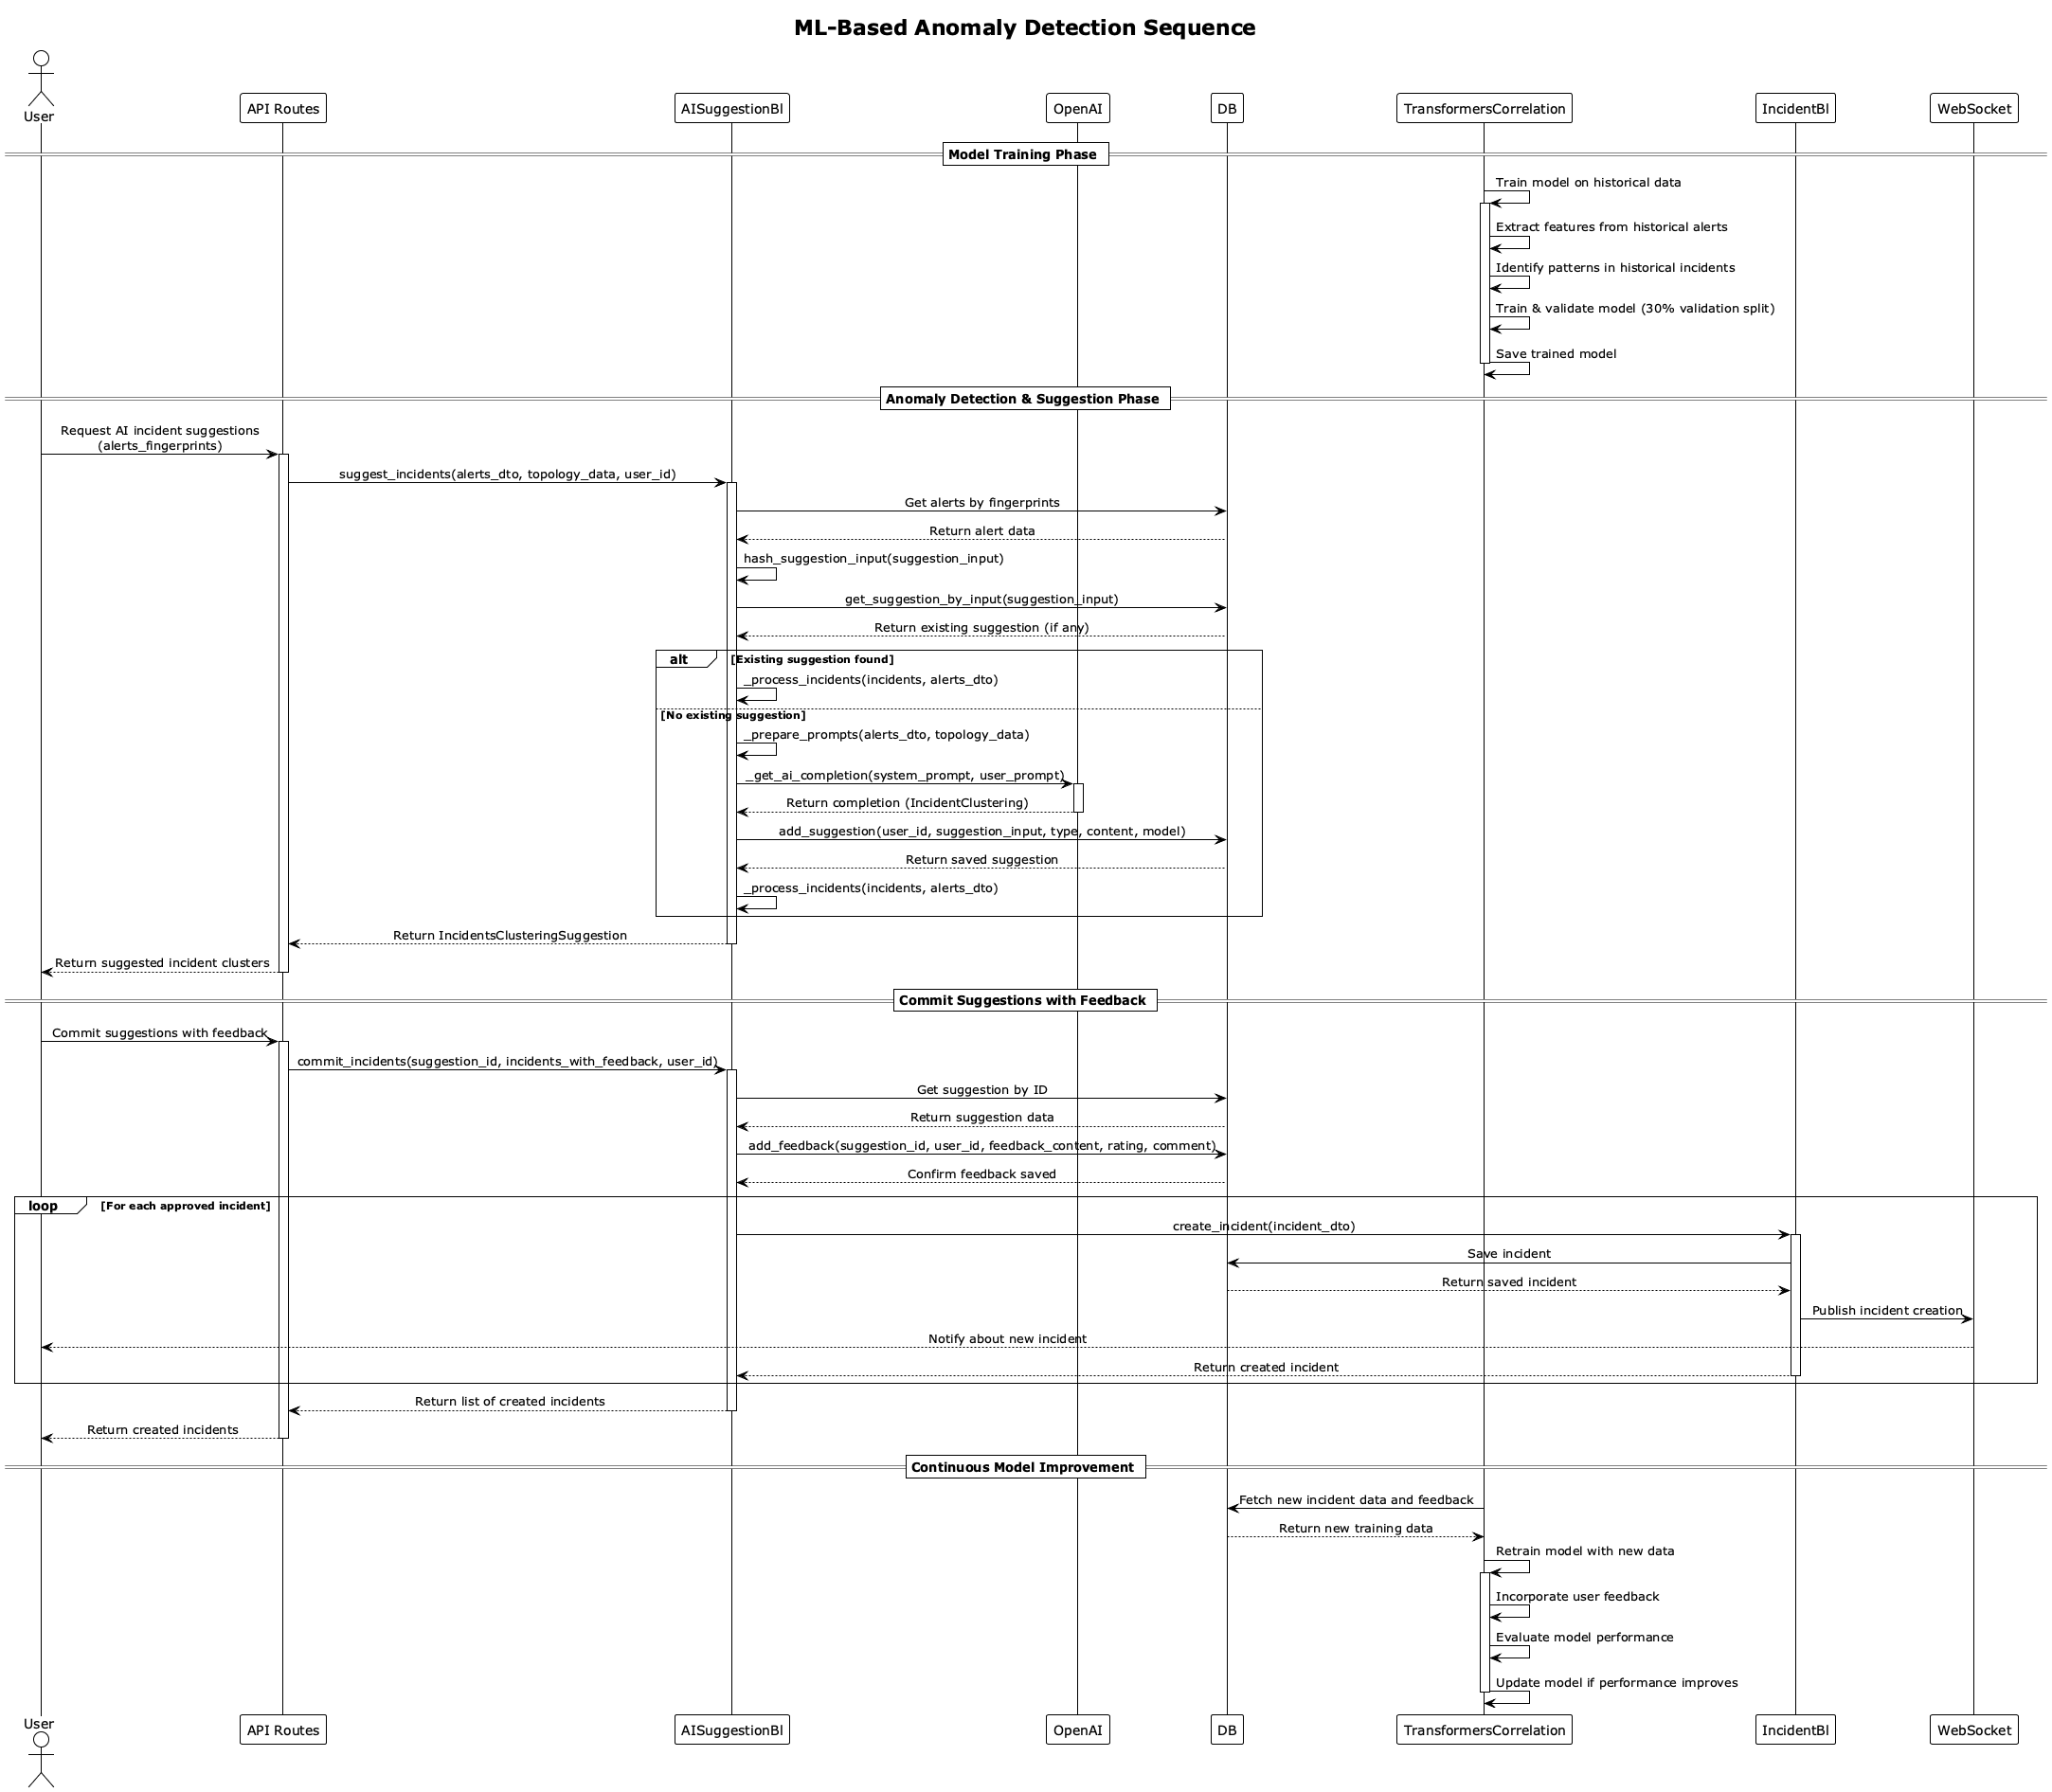 ML-Based Anomaly Detection Sequence
User
API Routes
AISuggestionBl
OpenAI
DB
TransformersCorrelation
IncidentBl
WebSocket
Model Training Phase
Train model on historical data
Extract features from historical alerts
Identify patterns in historical incidents
Train & validate model (30% validation split)
Save trained model
Anomaly Detection & Suggestion Phase
Request AI incident suggestions
(alerts_fingerprints)
suggest_incidents(alerts_dto, topology_data, user_id)
Get alerts by fingerprints
Return alert data
hash_suggestion_input(suggestion_input)
get_suggestion_by_input(suggestion_input)
Return existing suggestion (if any)
alt
[Existing suggestion found]
_process_incidents(incidents, alerts_dto)
[No existing suggestion]
_prepare_prompts(alerts_dto, topology_data)
_get_ai_completion(system_prompt, user_prompt)
Return completion (IncidentClustering)
add_suggestion(user_id, suggestion_input, type, content, model)
Return saved suggestion
_process_incidents(incidents, alerts_dto)
Return IncidentsClusteringSuggestion
Return suggested incident clusters
Commit Suggestions with Feedback
Commit suggestions with feedback
commit_incidents(suggestion_id, incidents_with_feedback, user_id)
Get suggestion by ID
Return suggestion data
add_feedback(suggestion_id, user_id, feedback_content, rating, comment)
Confirm feedback saved
loop
[For each approved incident]
create_incident(incident_dto)
Save incident
Return saved incident
Publish incident creation
Notify about new incident
Return created incident
Return list of created incidents
Return created incidents
Continuous Model Improvement
Fetch new incident data and feedback
Return new training data
Retrain model with new data
Incorporate user feedback
Evaluate model performance
Update model if performance improves
User
API Routes
AISuggestionBl
OpenAI
DB
TransformersCorrelation
IncidentBl
WebSocket